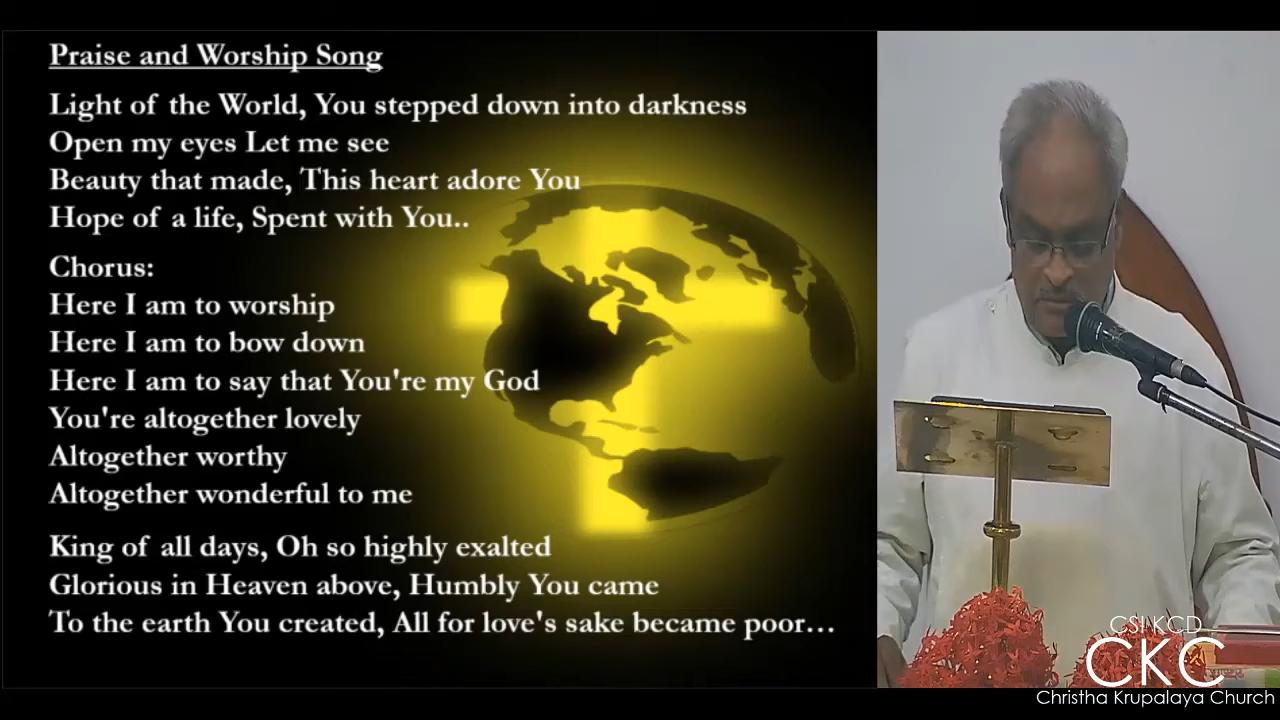 Praise and Worship Song
Light of the World, You stepped down into darkness
Open my eyes Let me see
Beauty that made, This heart adore You
Hope of a life, Spent with You..
Chorus:
Here I am to worship
Here I am to bow down
Here I am to say that You're my God
You're altogether lovely
Altogether worthy
Altogether wonderful to me
King of all days, Oh so highly exalted
Glorious in Heaven above, Humbly You came
To the earth You created, All for love's sake became poor...
CSI KCD
CKC
Christha Krupalaya Church